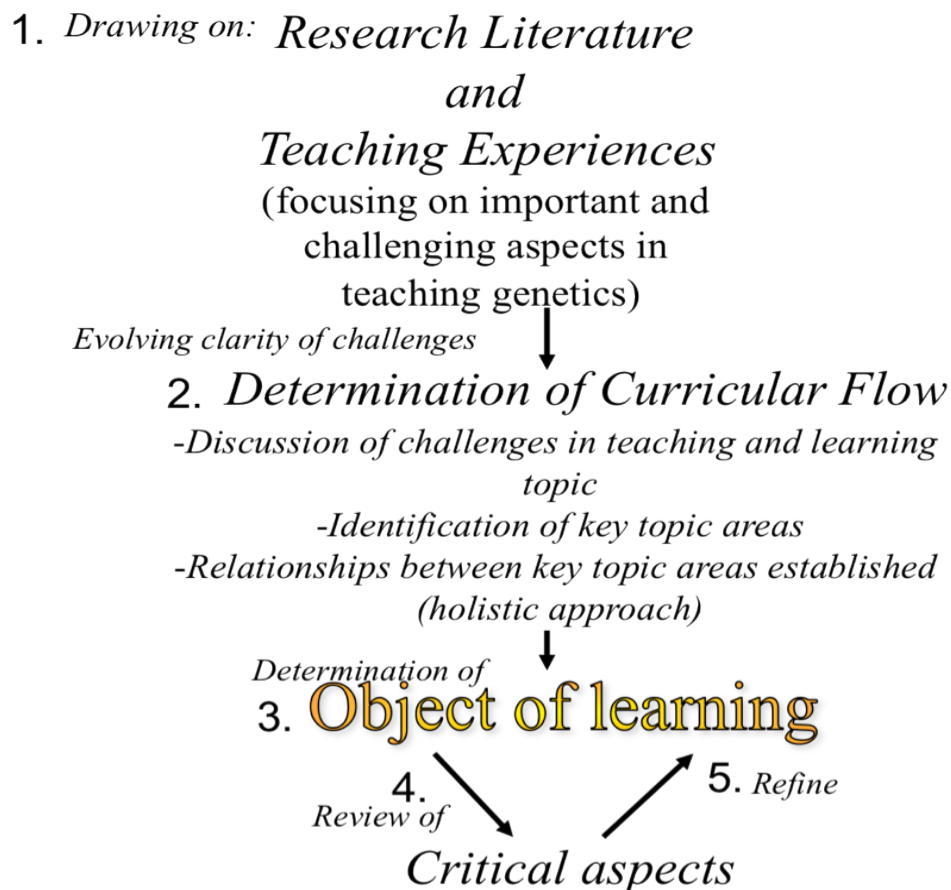 1. Drawing on: Research Literature
and
Teaching Experiences
(focusing on important and
challenging aspects in
teaching genetics)
Evolving clarity of challenges
2. Determination of Curricular Flow
-Discussion of challenges in teaching and learning
topic
-Identification of key topic areas
-Relationships between key topic areas established
(holistic approach)
Determination of
3. Object of learning
4.
Review of
5. Refine
Critical aspects